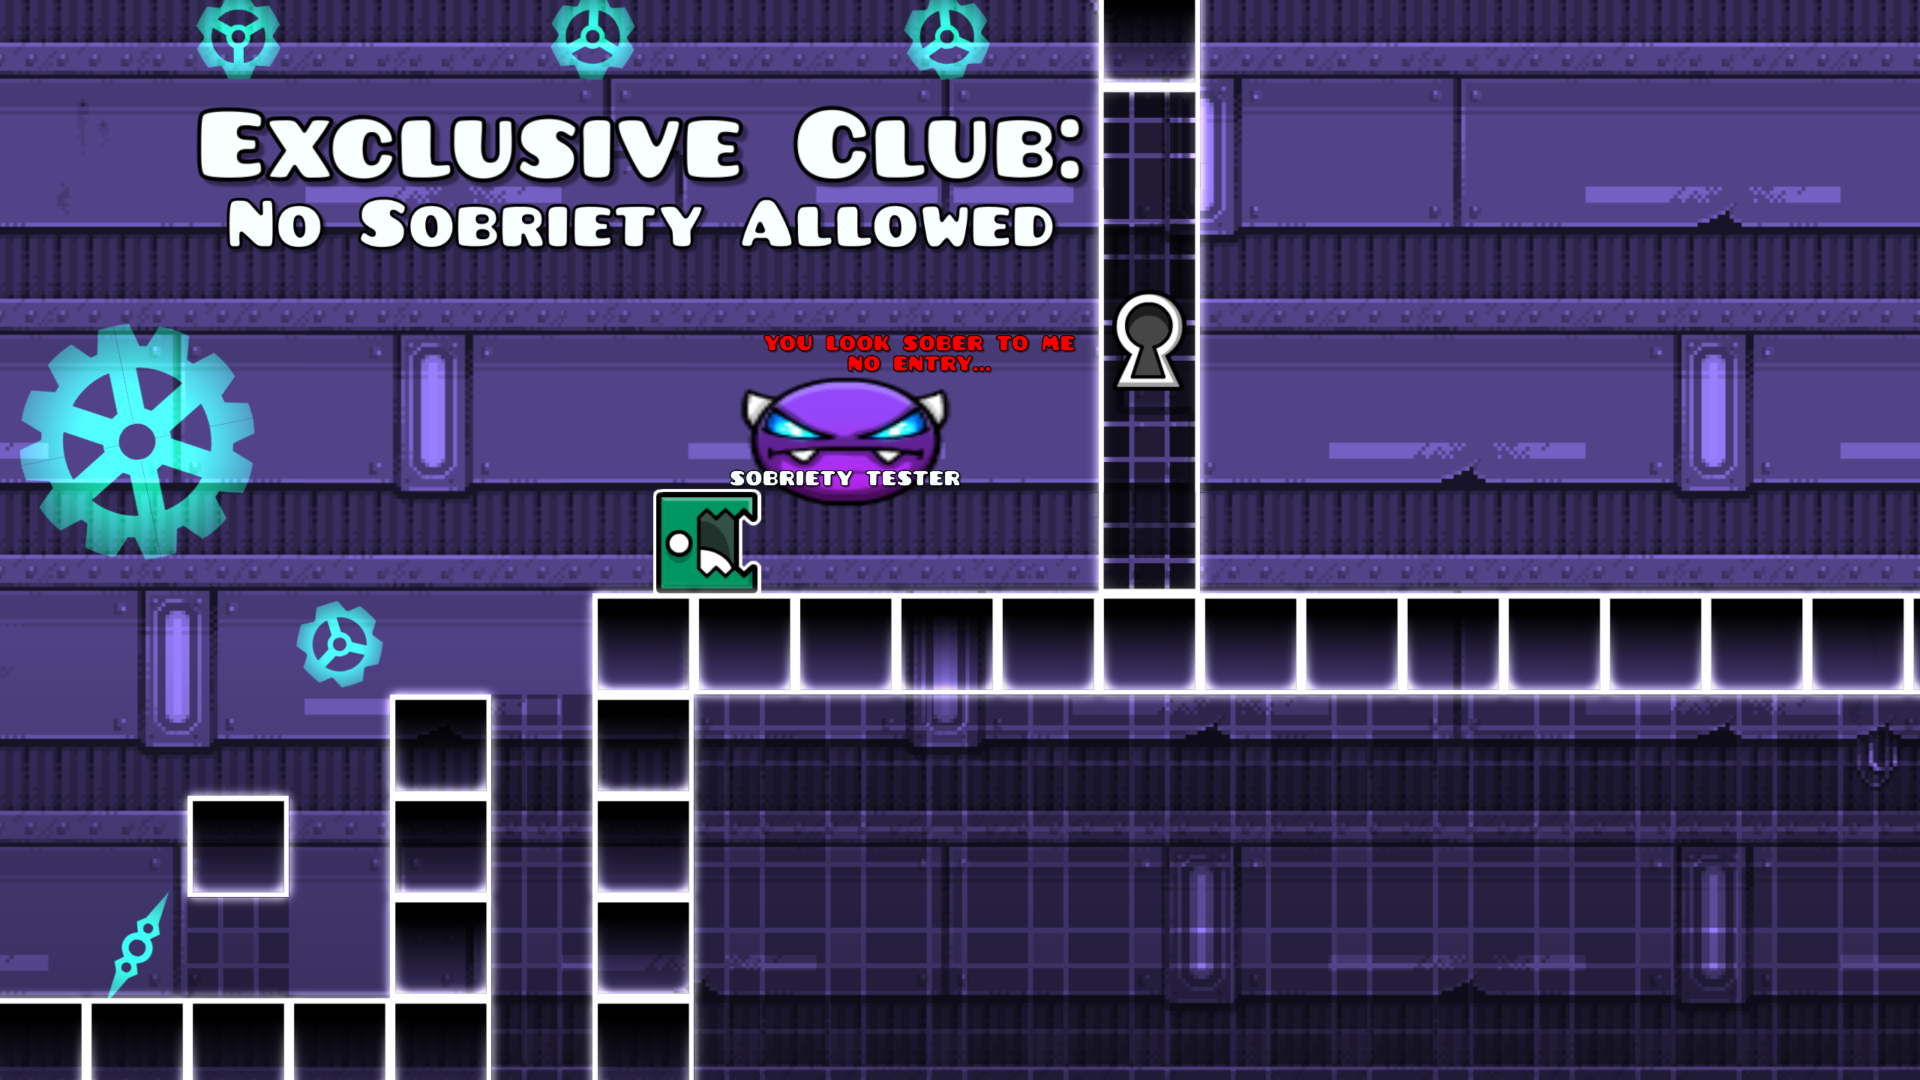 EXCLUSIVE CLUB:
NO SOBRIETY ALLOWED
YOU LOOK SOBER TO ME
NO ENTRY...
SOBRIETY TESTER